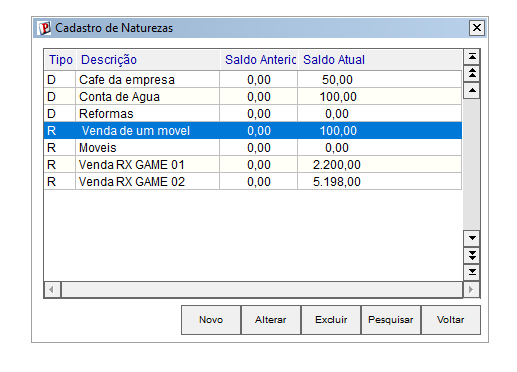 Cadastro de Naturezas
Tipo Descrição Saldo Anteric Saldo Atual
D Cafe da empresa 0,00 50,00
D Conta de Agua 0,00 100,00
D Reformas 0,00 0,00
R Venda de um movel 0,00 100,00
R Moveis 0,00 0,00
R Venda RX GAME 01 0,00 2.200,00
R Venda RX GAME 02 0,00 5.198,00
Novo Alterar Excluir Pesquisar Voltar